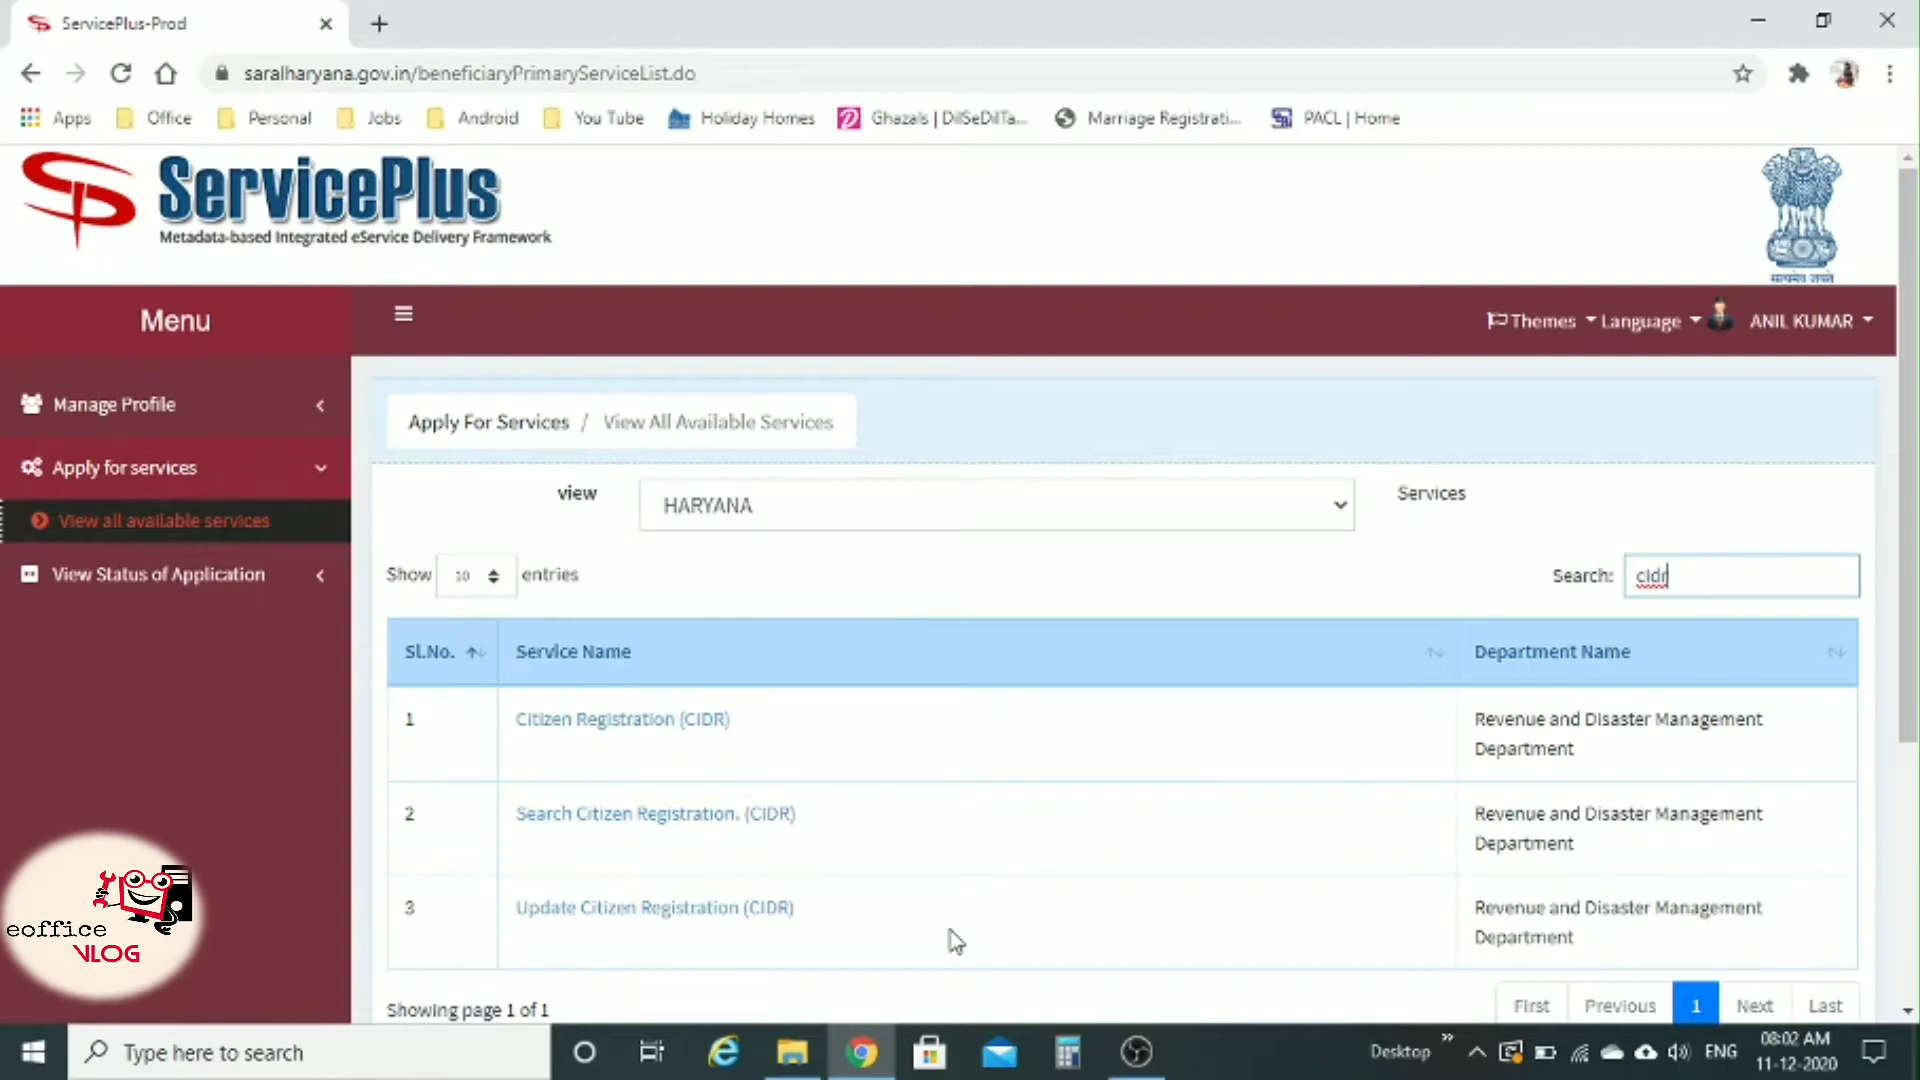 ServicePlus-Prod
saralharyana.gov.in/beneficiaryPrimaryServiceList.do
Apps Office Personal Jobs Android You Tube Holiday Homes Ghazals | DilSeDilTa... Marriage Registrati... PACL | Home
ServicePlus
Metadata-based Integrated eService Delivery Framework
सत्यमेव जयते
Menu
Themes Language ANIL KUMAR
Manage Profile
Apply for services
View all available services
View Status of Application
Apply For Services / View All Available Services
view HARYANA Services
Show 10 entries Search: cidr
Sl.No. Service Name Department Name
1 Citizen Registration (CIDR) Revenue and Disaster Management
Department
2 Search Citizen Registration. (CIDR) Revenue and Disaster Management
Department
3 Update Citizen Registration (CIDR) Revenue and Disaster Management
Department
Showing page 1 of 1 First Previous 1 Next Last
eoffice
VLOG
Type here to search
Desktop ENG 08:02 AM
11-12-2020